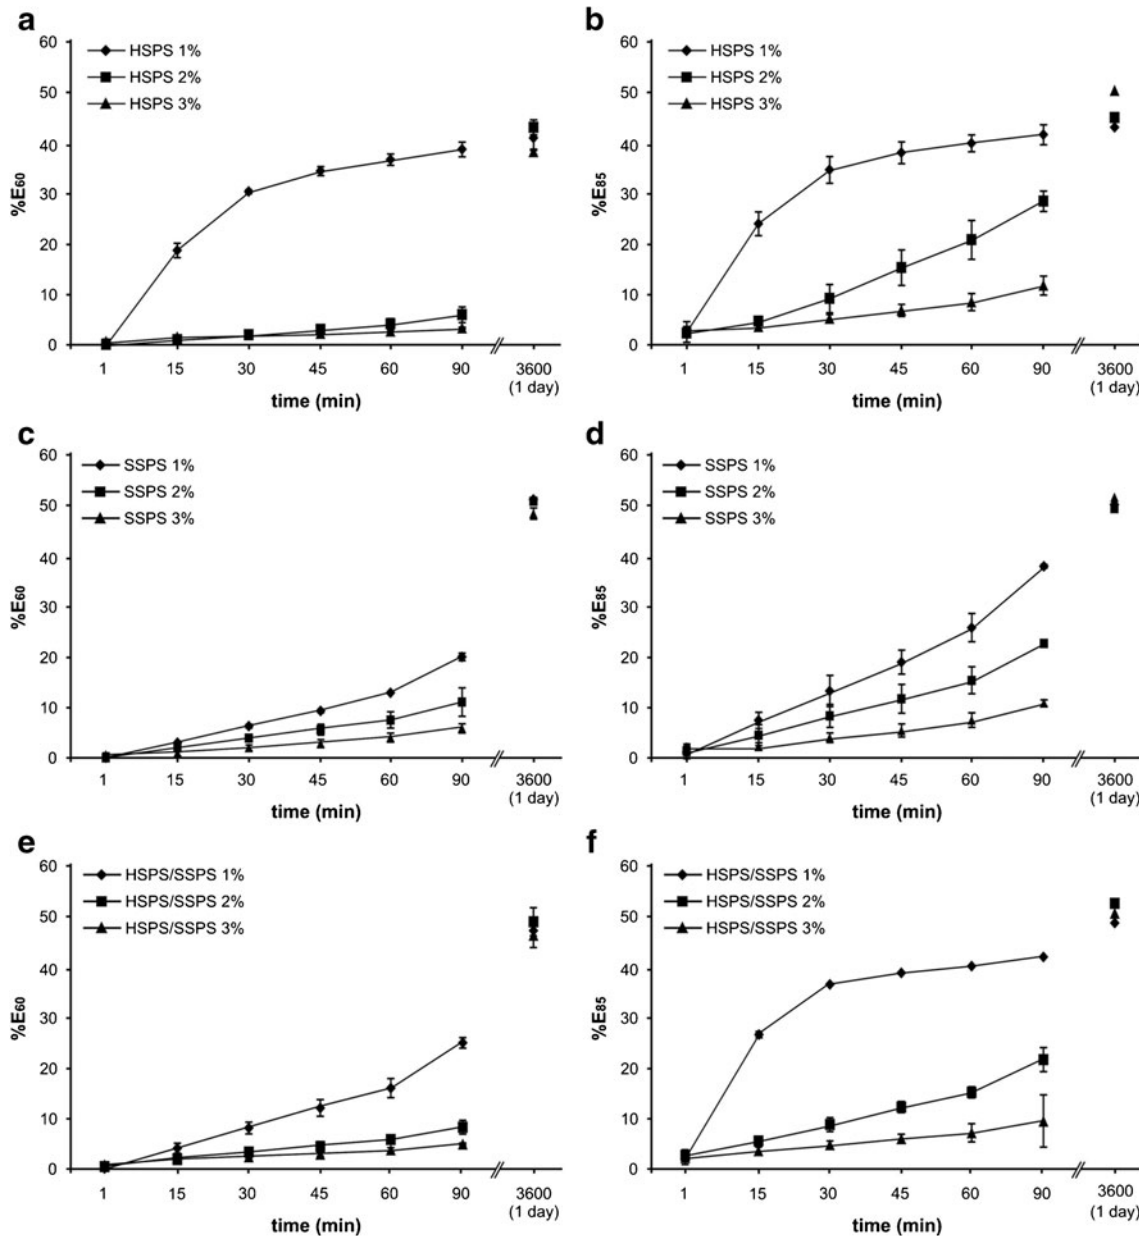 a
HSPS 1%
HSPS 2%
HSPS 3%
%E60
60
50
40
30
20
10
0
1 15 30 45 60 90 3600
(1 day)
time (min)
b
HSPS 1%
HSPS 2%
HSPS 3%
%E85
60
50
40
30
20
10
0
1 15 30 45 60 90 3600
(1 day)
time (min)
c
SSPS 1%
SSPS 2%
SSPS 3%
%E60
60
50
40
30
20
10
0
1 15 30 45 60 90 3600
(1 day)
time (min)
d
SSPS 1%
SSPS 2%
SSPS 3%
%E85
60
50
40
30
20
10
0
1 15 30 45 60 90 3600
(1 day)
time (min)
e
HSPS/SSPS 1%
HSPS/SSPS 2%
HSPS/SSPS 3%
%E60
60
50
40
30
20
10
0
1 15 30 45 60 90 3600
(1 day)
time (min)
f
HSPS/SSPS 1%
HSPS/SSPS 2%
HSPS/SSPS 3%
%E85
60
50
40
30
20
10
0
1 15 30 45 60 90 3600
(1 day)
time (min)